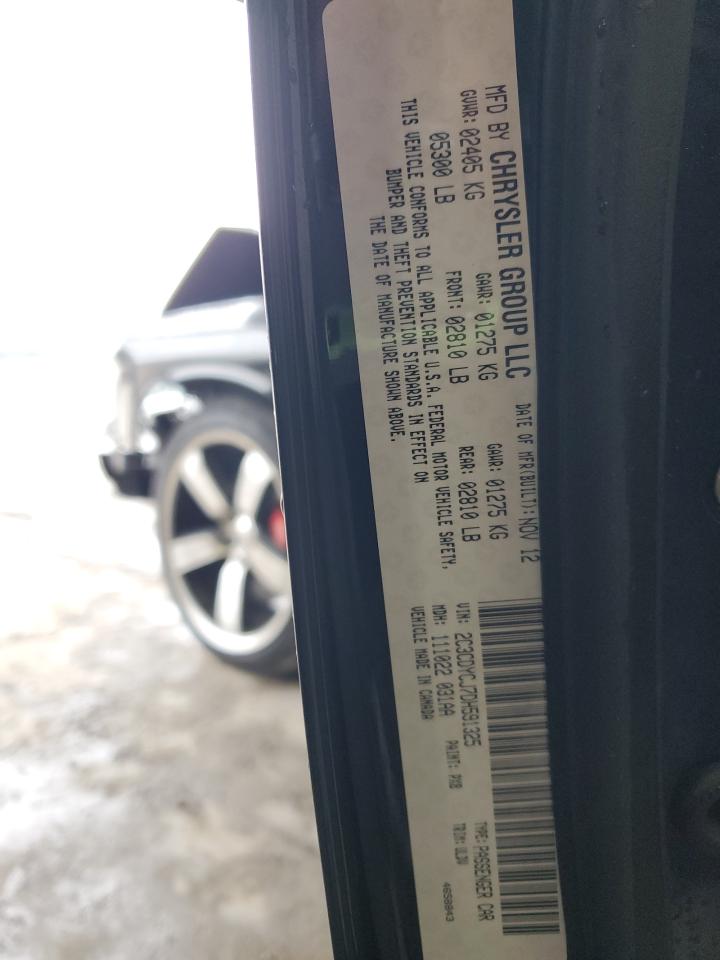 MFD BY CHRYSLER GROUP LLC DATE OF MFR(BUILT): NOV 12
GVWR: 02405 KG GAWR: 01275 KG GAWR: 01275 KG
05300 LB FRONT: 02810 LB REAR: 02810 LB
THIS VEHICLE CONFORMS TO ALL APPLICABLE U.S.A. FEDERAL MOTOR VEHICLE SAFETY,
BUMPER AND THEFT PREVENTION STANDARDS IN EFFECT ON
THE DATE OF MANUFACTURE SHOWN ABOVE.
VIN: 2C3CDYCJ7DH591325 TYPE: PASSENGER CAR
MDH: 111022 031AA PAINT: PX8 TRIM:
VEHICLE MADE IN CANADA 4658043